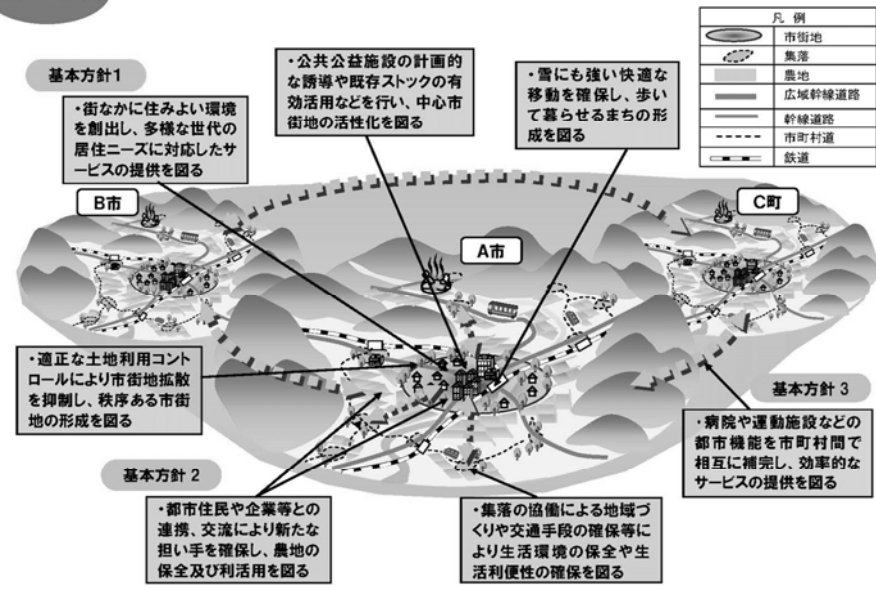 凡 例
市街地
集落
農地
広域幹線道路
幹線道路
市町村道
鉄道
基本方針1
・街なかに住みよい環境
を創出し、多様な世代の
居住ニーズに対応したサー
ビスの提供を図る
・公共公益施設の計画的
な誘導や既存ストックの有
効活用などを行い、中心市
街地の活性化を図る
・雪にも強い快適な
移動を確保し、歩い
て暮らせるまちの形
成を図る
B市
A市
C町
・適正な土地利用コント
ロールにより市街地拡散
を抑制し、秩序ある市街
地の形成を図る
基本方針 2
・都市住民や企業等との
連携、交流により新たな
担い手を確保し、農地の
保全及び利活用を図る
・集落の協働による地域づ
くりや交通手段の確保等に
より生活環境の保全や生
活利便性の確保を図る
基本方針 3
・病院や運動施設などの
都市機能を市町村間で
相互に補完し、効率的な
サービスの提供を図る